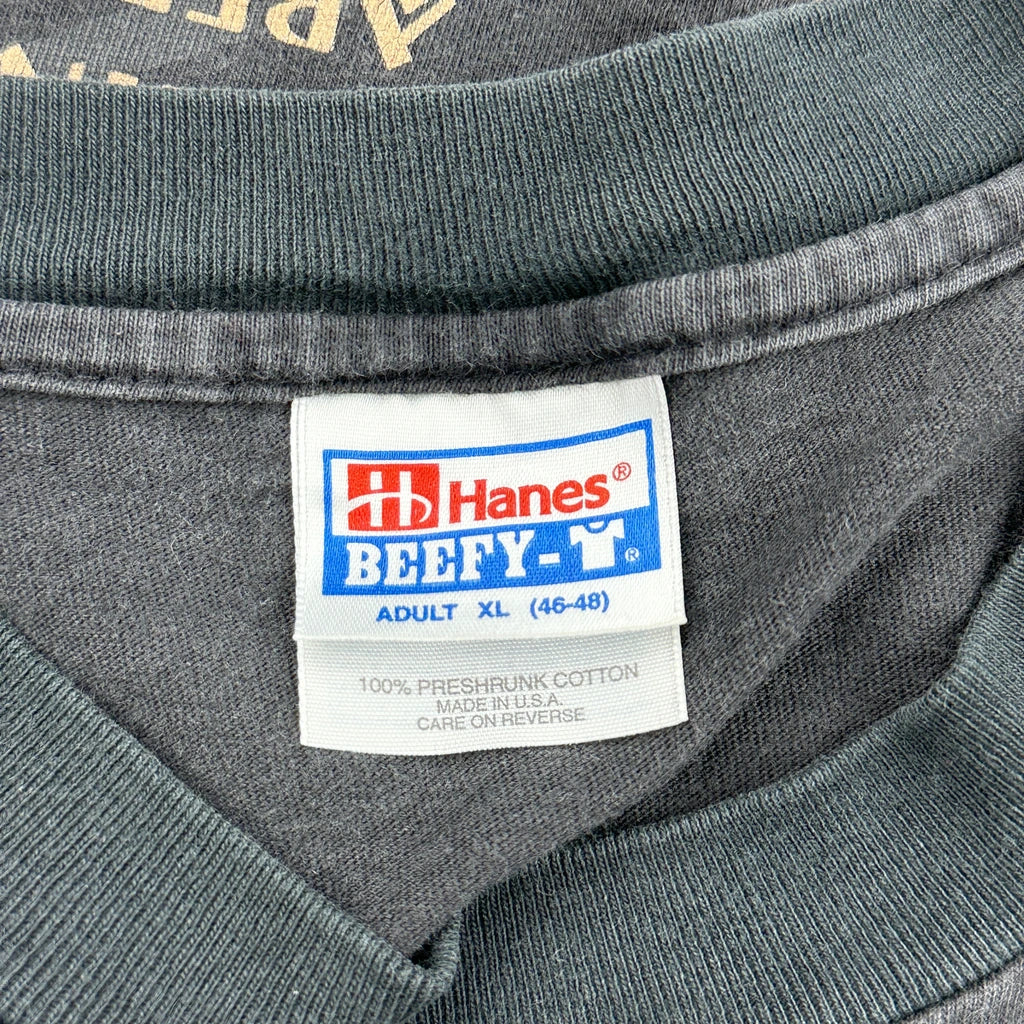 Hanes®
BEEFY-T®
ADULT XL (46-48)
100% PRESHRUNK COTTON
MADE IN U.S.A.
CARE ON REVERSE